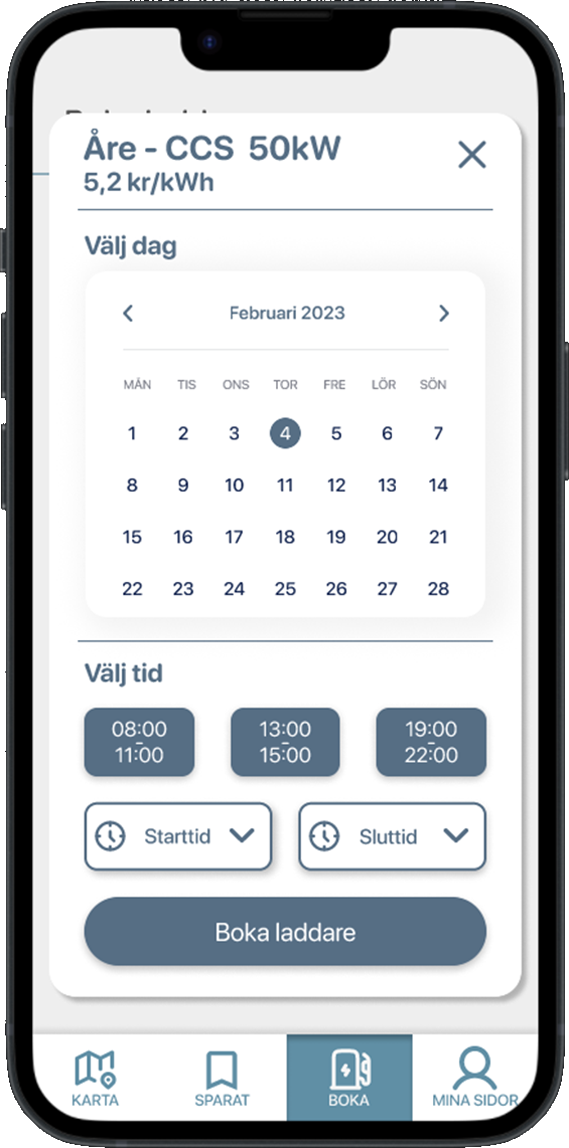 Åre - CCS 50kW
5,2 kr/kWh
Välj dag
Februari 2023
MÅN TIS ONS TOR FRE LÖR SÖN
1 2 3 4 5 6 7
8 9 10 11 12 13 14
15 16 17 18 19 20 21
22 23 24 25 26 27 28
Välj tid
08:00 - 11:00
13:00 - 15:00
19:00 - 22:00
Starttid
Sluttid
Boka laddare
KARTA
SPARAT
BOKA
MINA SIDOR